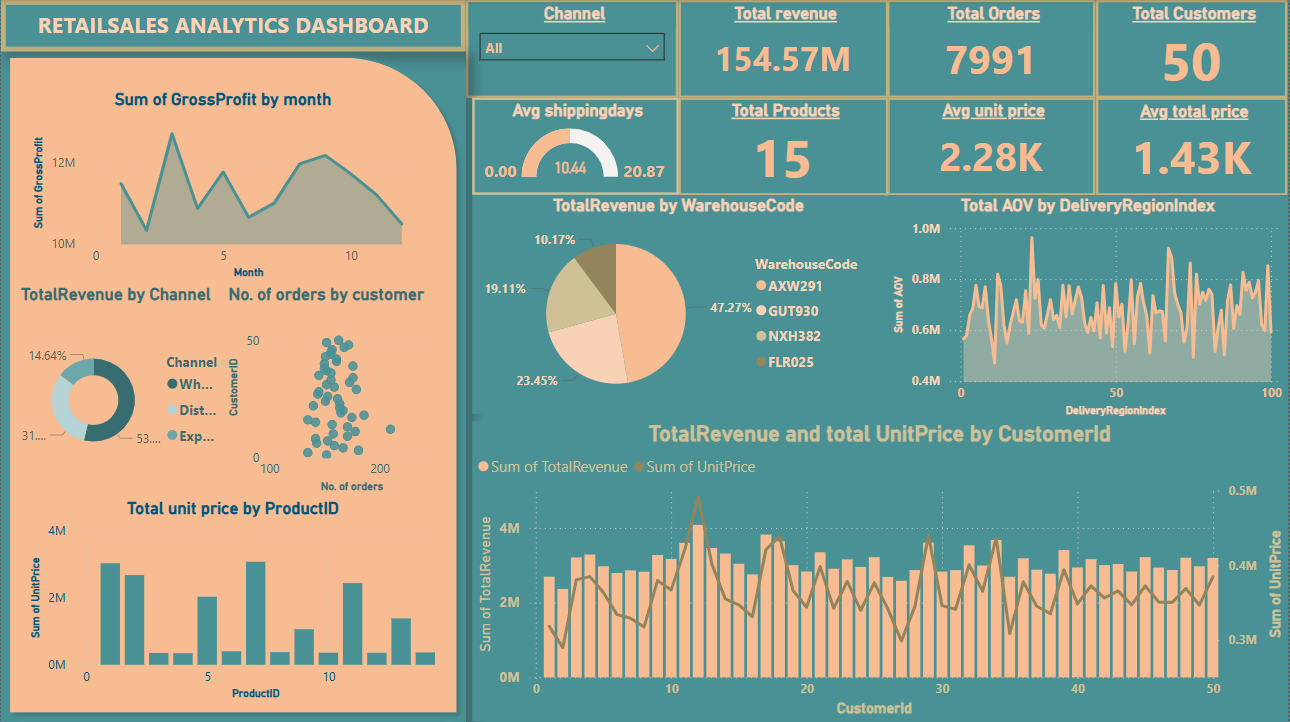 RETAILSALES ANALYTICS DASHBOARD
Channel
All
Total revenue
154.57M
Total Orders
7991
Total Customers
50
Avg shippingdays
0.00
10.44
20.87
Total Products
15
Avg unit price
2.28K
Avg total price
1.43K
Sum of GrossProfit by month
Sum of GrossProfit
12M
10M
0
5
10
Month
TotalRevenue by Channel
14.64%
31....
53....
Channel
Wh...
Dist...
Exp...
No. of orders by customer
CustomerID
50
0
100
200
No. of orders
Total unit price by ProductID
Sum of UnitPrice
4M
2M
0M
0
5
10
ProductID
TotalRevenue by WarehouseCode
10.17%
19.11%
23.45%
47.27%
WarehouseCode
AXW291
GUT930
NXH382
FLR025
Total AOV by DeliveryRegionIndex
Sum of AOV
1.0M
0.8M
0.6M
0.4M
0
50
100
DeliveryRegionIndex
TotalRevenue and total UnitPrice by CustomerId
Sum of TotalRevenue
Sum of UnitPrice
Sum of TotalRevenue
4M
2M
0M
0.5M
0.4M
0.3M
Sum of UnitPrice
0
10
20
30
40
50
CustomerId